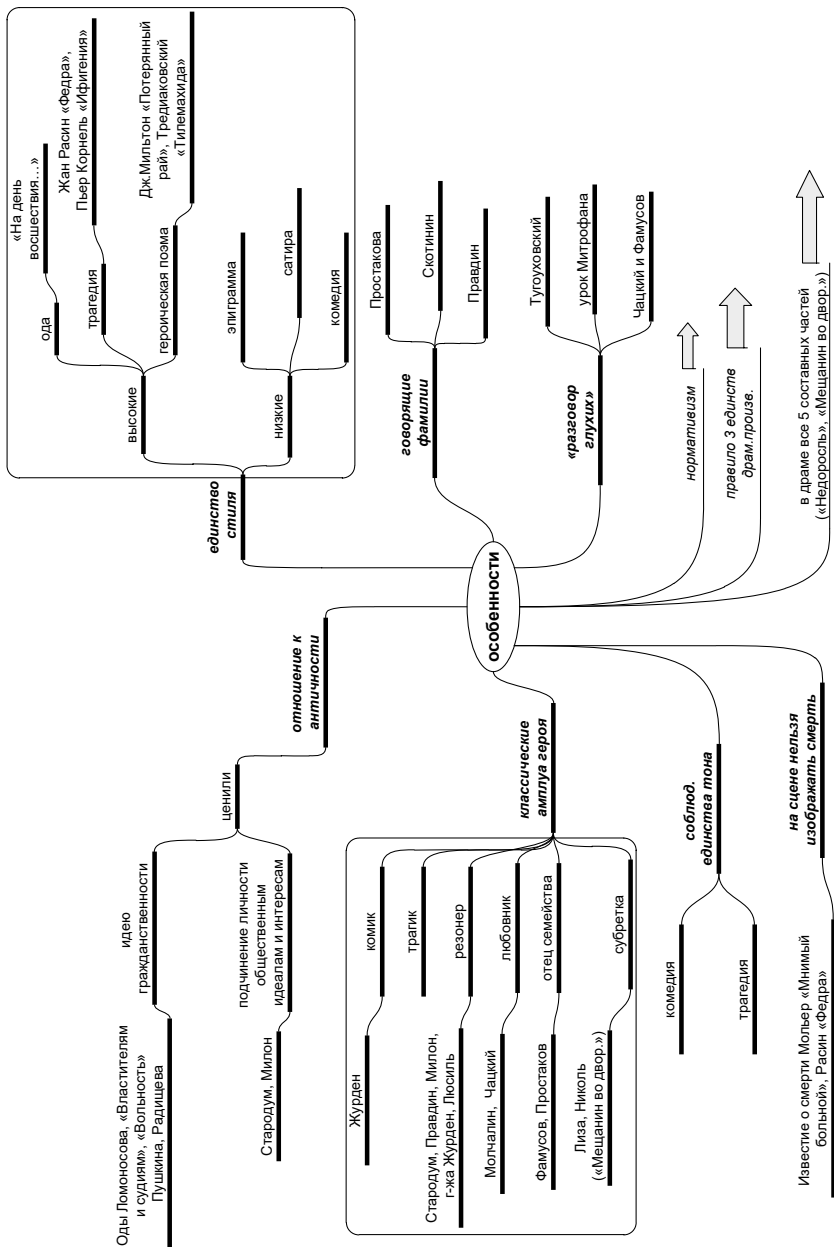 особенности
единство
стиля
высокие
ода
«На день
восшествия…»
трагедия
Жан Расин «Федра»,
Пьер Корнель «Ифигения»
героическая поэма
Дж.Мильтон «Потерянный
рай», Тредиаковский
«Тилемахида»
низкие
эпиграмма
сатира
комедия
говорящие
фамилии
Простакова
Скотинин
Правдин
«разговор
глухих»
Тугоуховский
урок Митрофана
Чацкий и Фамусов
нормативизм
правило 3 единств
драм.произв.
в драме все 5 составных частей
(«Недоросль», «Мещанин во двор.»)
отношение к
античности
ценили
идею
гражданственности
Оды Ломоносова, «Властителям
и судиям», «Вольность»
Пушкина, Радищева
подчинение личности
общественным
идеалам и интересам
Стародум, Милон
классические
амплуа героя
комик
Журден
трагик
резонер
Стародум, Правдин, Милон,
г-жа Журден, Люсиль
любовник
Молчалин, Чацкий
отец семейства
Фамусов, Простаков
субретка
Лиза, Николь
(«Мещанин во двор.»)
соблюд.
единства тона
комедия
трагедия
на сцене нельзя
изображать смерть
Известие о смерти Мольер «Мнимый
больной», Расин «Федра»